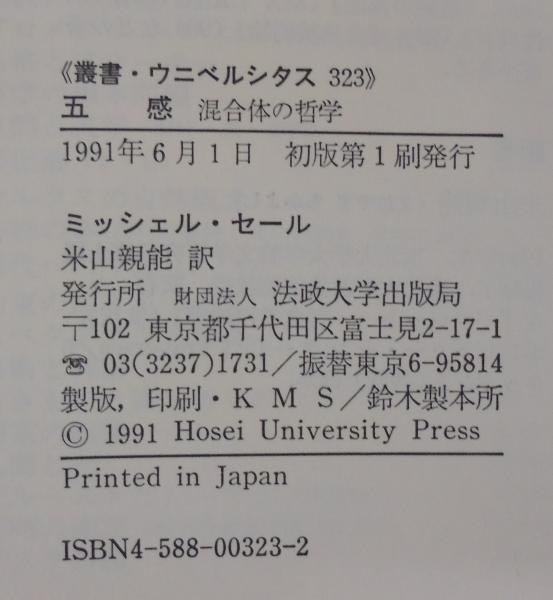 《叢書・ウニベルシタス 323》
五 感 混合体の哲学
1991年6月1日 初版第1刷発行
ミッシェル・セール
米山親能 訳
発行所 財団法人 法政大学出版局
〒102 東京都千代田区富士見2-17-1
☎ 03(3237)1731/振替東京6-95814
製版, 印刷・KMS/鈴木製本所
© 1991 Hosei University Press
Printed in Japan
ISBN4-588-00323-2